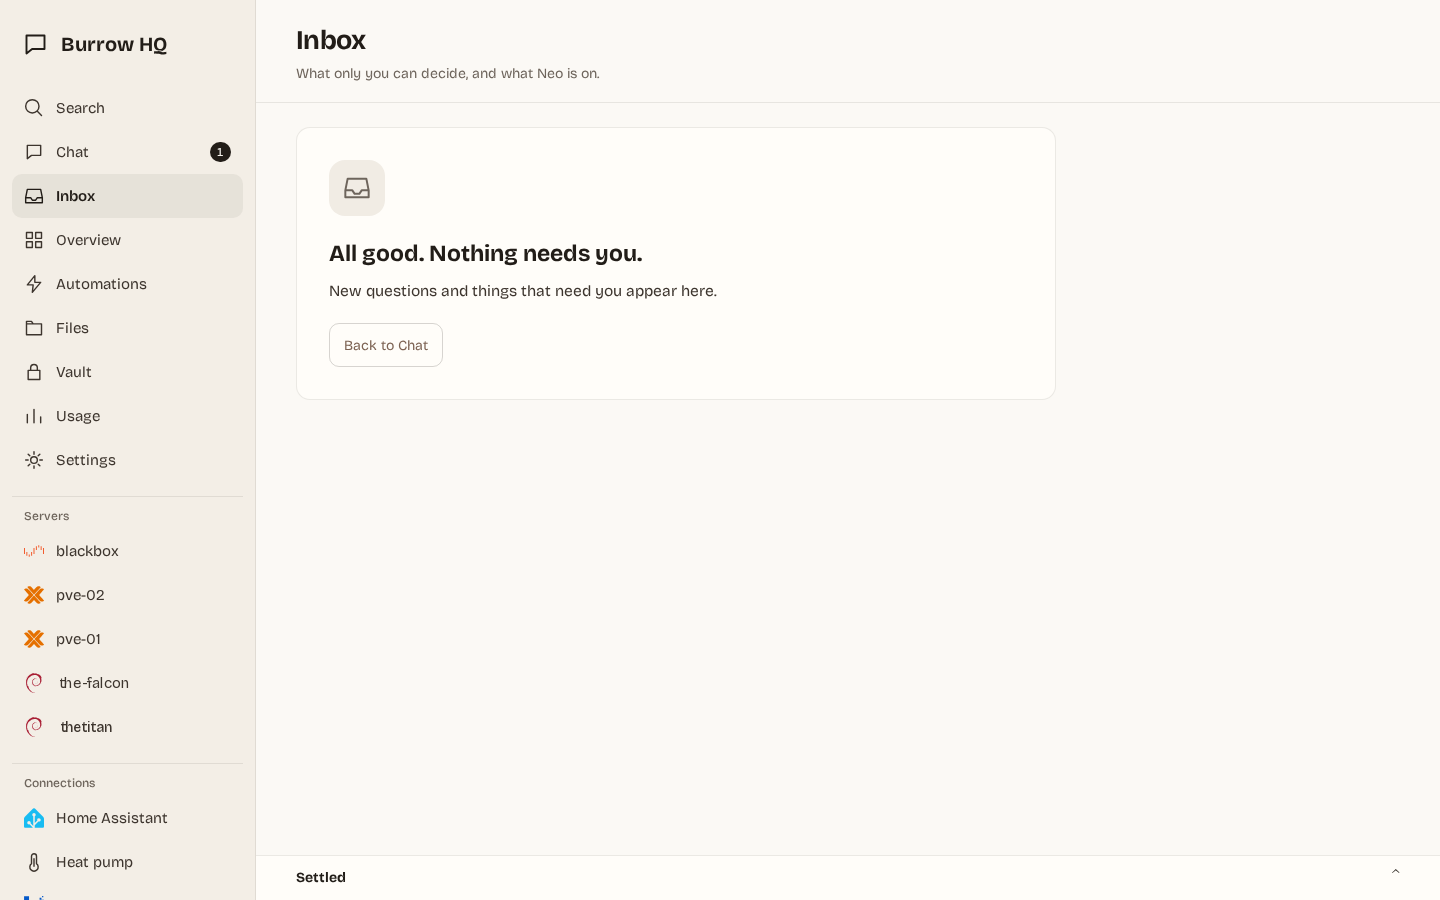 Burrow HQ
Search
Chat
1
Inbox
Overview
Automations
Files
Vault
Usage
Settings
Servers
blackbox
pve-02
pve-01
the-falcon
thetitan
Connections
Home Assistant
Heat pump
Inbox
What only you can decide, and what Neo is on.
All good. Nothing needs you.
New questions and things that need you appear here.
Back to Chat
Settled